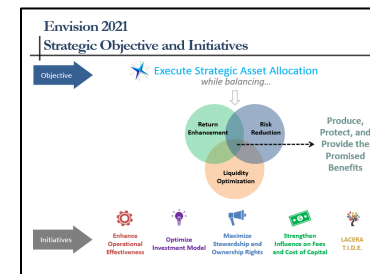 Envision 2021
Strategic Objective and Initiatives
Objective
Execute Strategic Asset Allocation
while balancing...
Return
Enhancement
Risk
Reduction
Liquidity
Optimization
Produce,
Protect, and
Provide the
Promised
Benefits
Initiatives
Enhance
Operational
Effectiveness
Optimize
Investment Model
Maximize
Stewardship and
Ownership Rights
Strengthen
Influence on Fees
and Cost of Capital
LACERA
T.I.D.E.